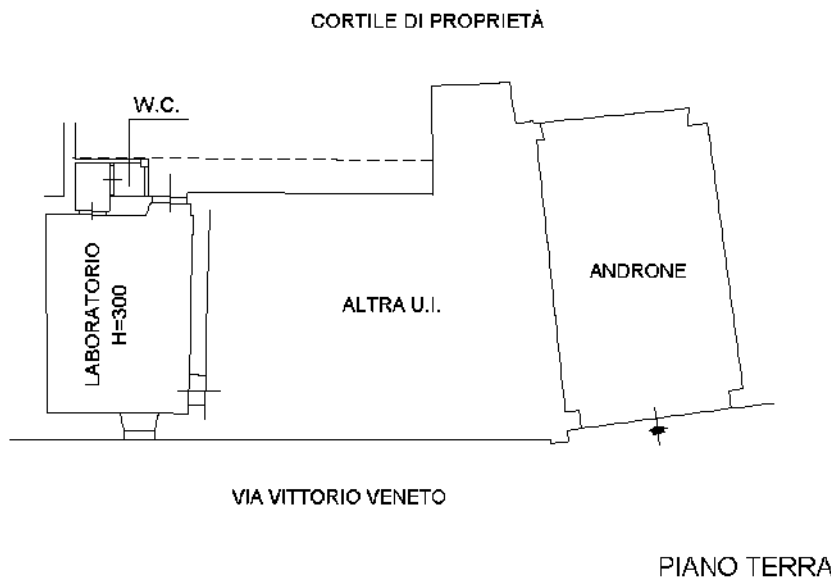 CORTILE DI PROPRIETÀ
W.C.
LABORATORIO
H=300
ALTRA U.I.
ANDRONE
VIA VITTORIO VENETO
PIANO TERRA